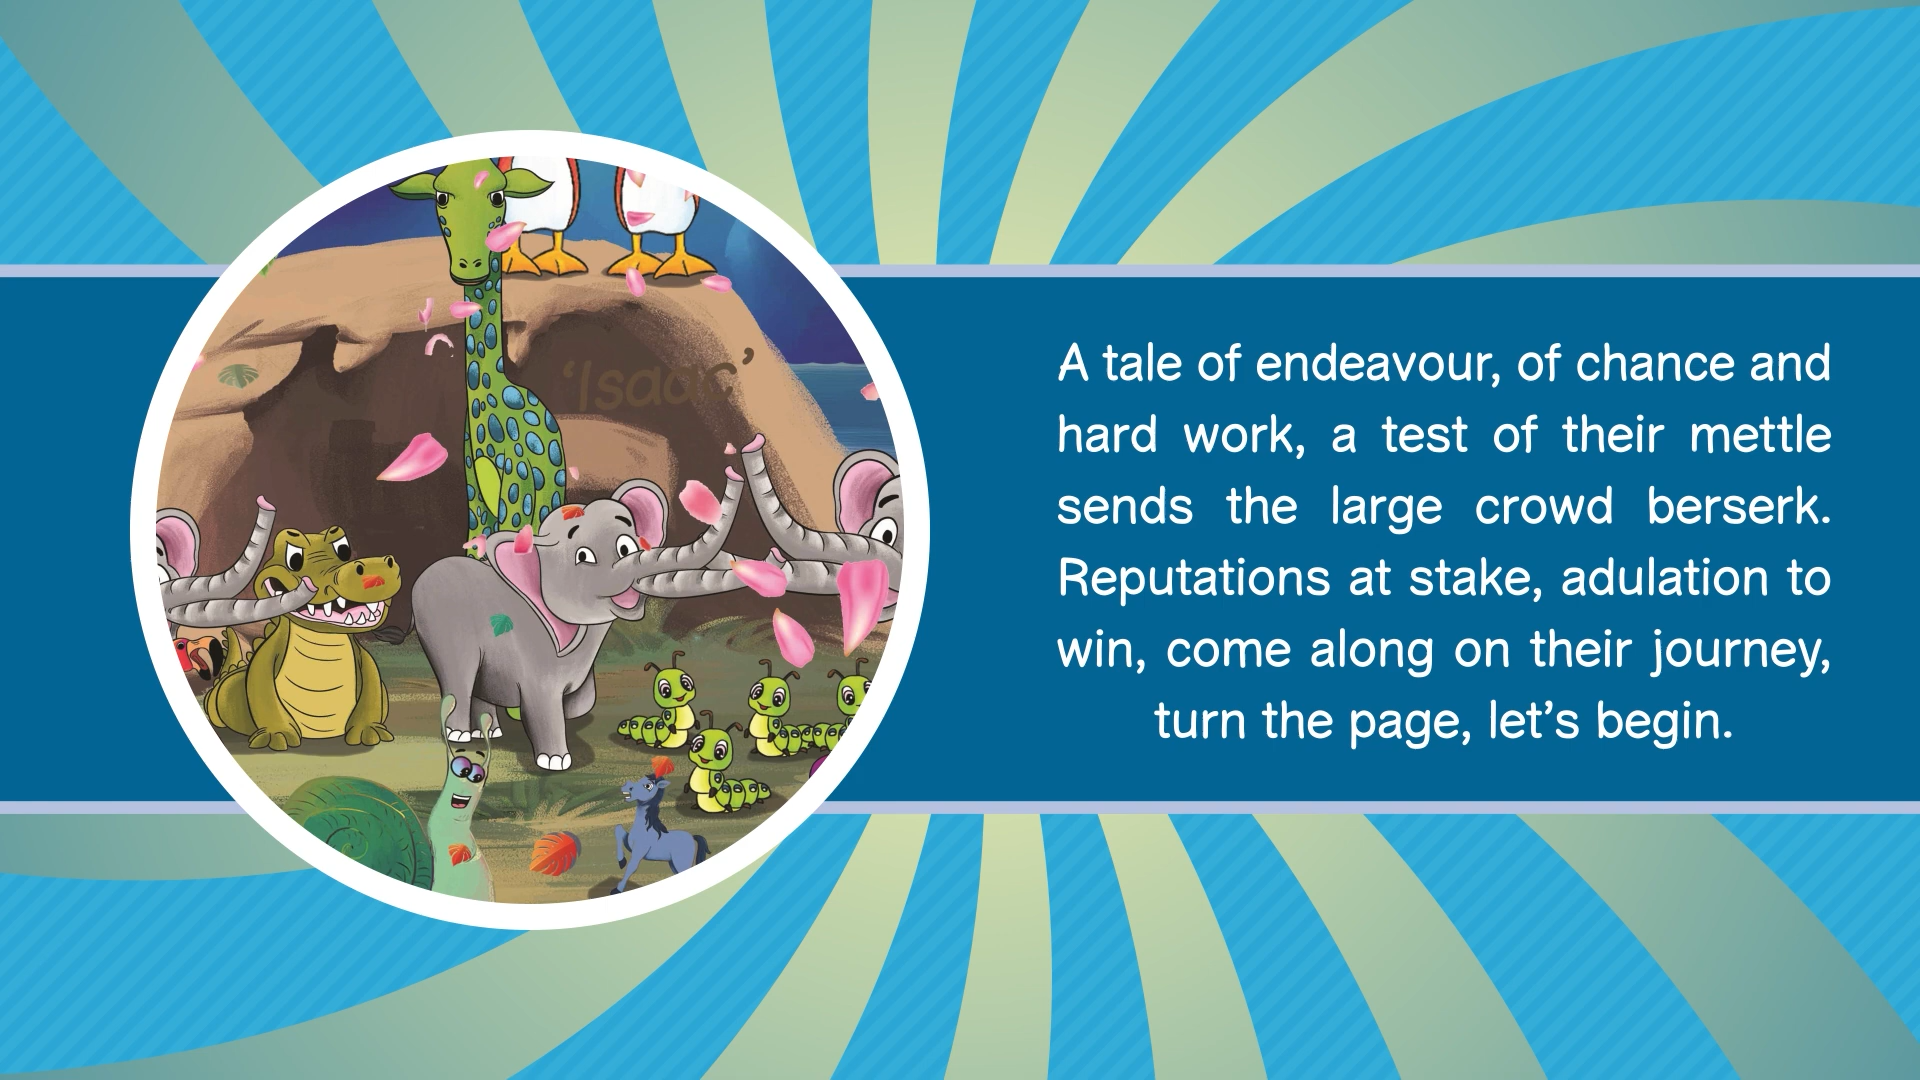 'Isaac'
A tale of endeavour, of chance and
hard work, a test of their mettle
sends the large crowd berserk.
Reputations at stake, adulation to
win, come along on their journey,
turn the page, let’s begin.